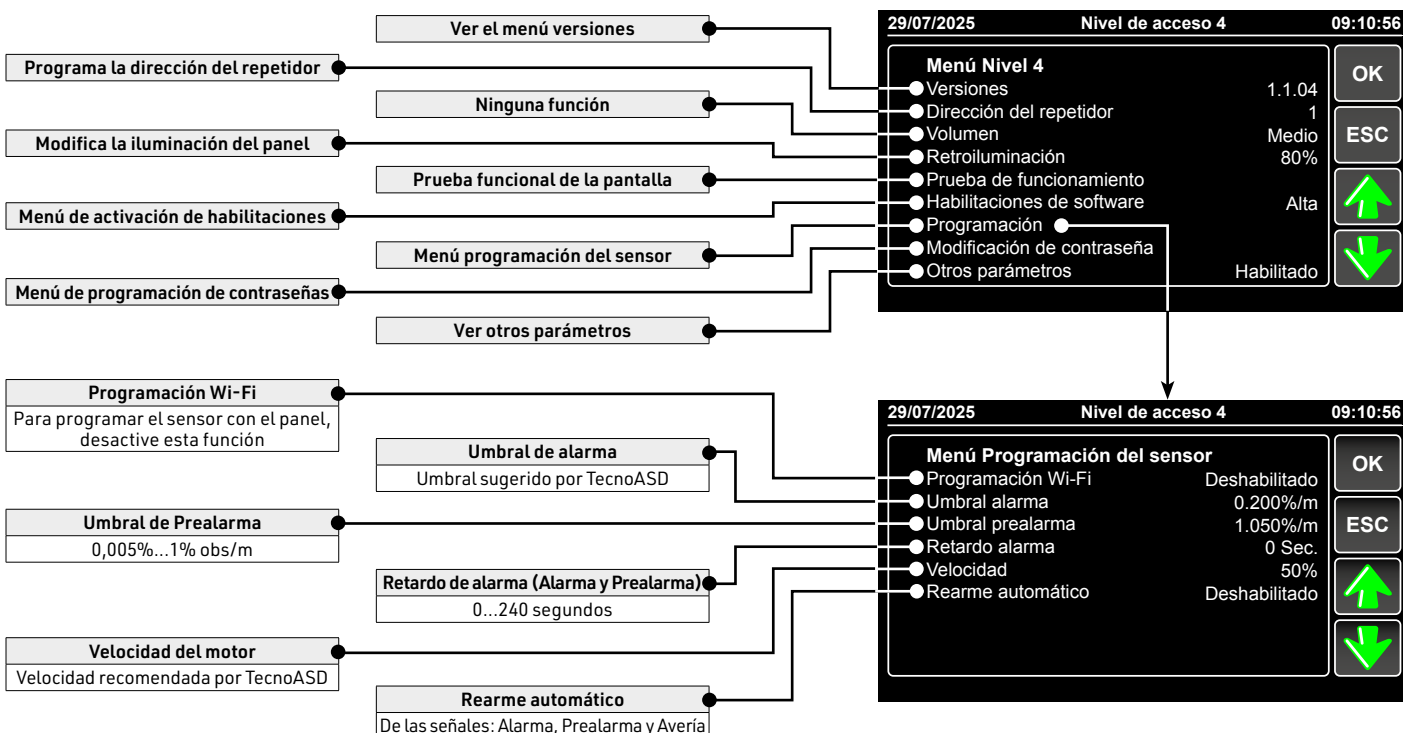 Ver el menú versiones
Programa la dirección del repetidor
Ninguna función
Modifica la iluminación del panel
Prueba funcional de la pantalla
Menú de activación de habilitaciones
Menú programación del sensor
Menú de programación de contraseñas
Ver otros parámetros
29/07/2025 Nivel de acceso 4 09:10:56
Menú Nivel 4
Versiones 1.1.04
Dirección del repetidor 1
Volumen Medio
Retroiluminación 80%
Prueba de funcionamiento
Habilitaciones de software Alta
Programación
Modificación de contraseña
Otros parámetros Habilitado
OK
ESC
Programación Wi-Fi
Para programar el sensor con el panel,
desactive esta función
Umbral de alarma
Umbral sugerido por TecnoASD
Umbral de Prealarma
0,005%...1% obs/m
Retardo de alarma (Alarma y Prealarma)
0...240 segundos
Velocidad del motor
Velocidad recomendada por TecnoASD
Rearme automático
De las señales: Alarma, Prealarma y Avería
29/07/2025 Nivel de acceso 4 09:10:56
Menú Programación del sensor
Programación Wi-Fi Deshabilitado
Umbral alarma 0.200%/m
Umbral prealarma 1.050%/m
Retardo alarma 0 Sec.
Velocidad 50%
Rearme automático Deshabilitado
OK
ESC